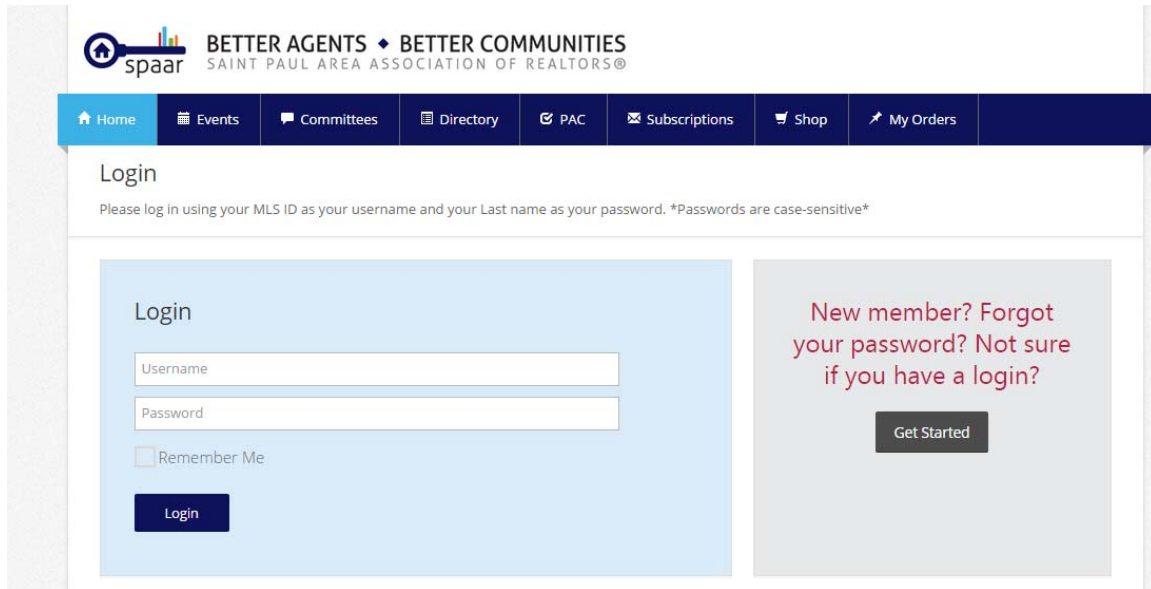 spaar
BETTER AGENTS ◆ BETTER COMMUNITIES
SAINT PAUL AREA ASSOCIATION OF REALTORS®
Home Events Committees Directory PAC Subscriptions Shop My Orders
Login
Please log in using your MLS ID as your username and your Last name as your password. *Passwords are case-sensitive*
Login
Username
Password
Remember Me
Login
New member? Forgot
your password? Not sure
if you have a login?
Get Started